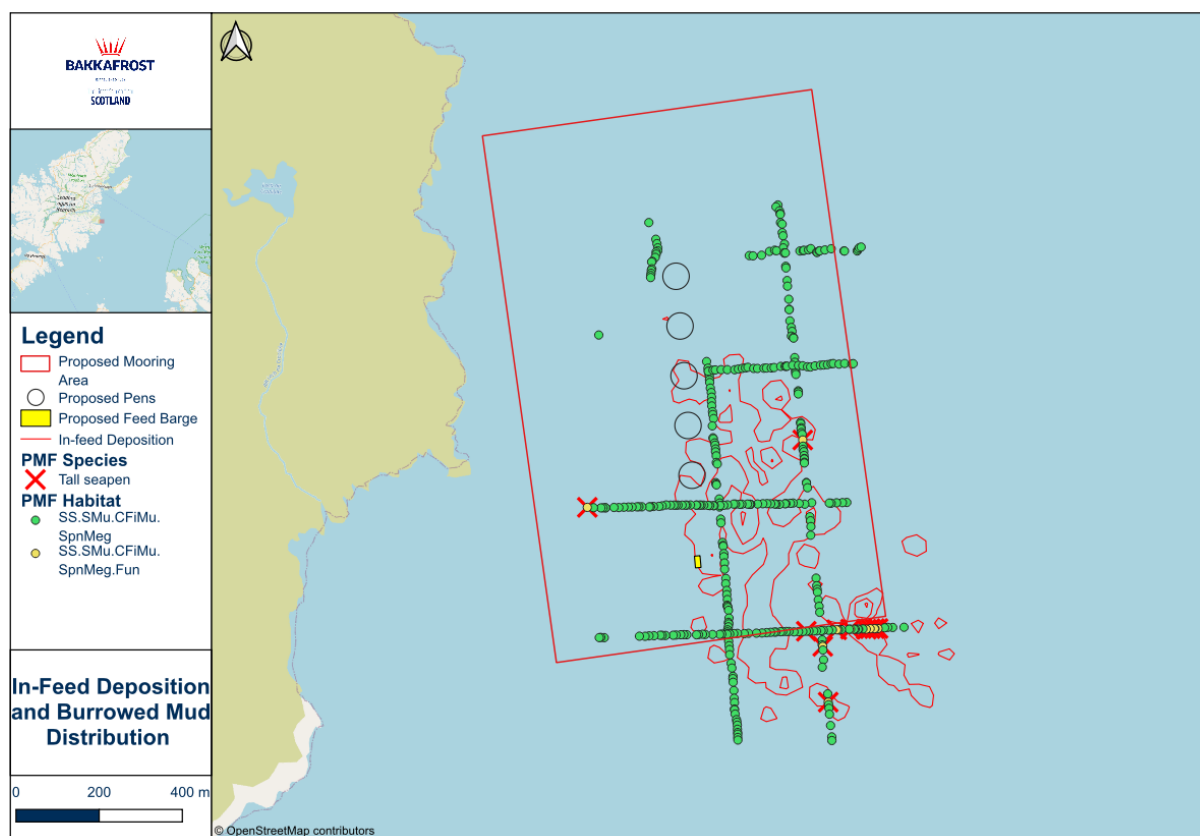 BAKKAFROST
SCOTLAND
Legend
Proposed Mooring
Area
Proposed Pens
Proposed Feed Barge
In-feed Deposition
PMF Species
Tall seapen
PMF Habitat
SS.SMu.CFiMu.
SpnMeg
SS.SMu.CFiMu.
SpnMeg.Fun
In-Feed Deposition
and Burrowed Mud
Distribution
0 200 400 m
© OpenStreetMap contributors